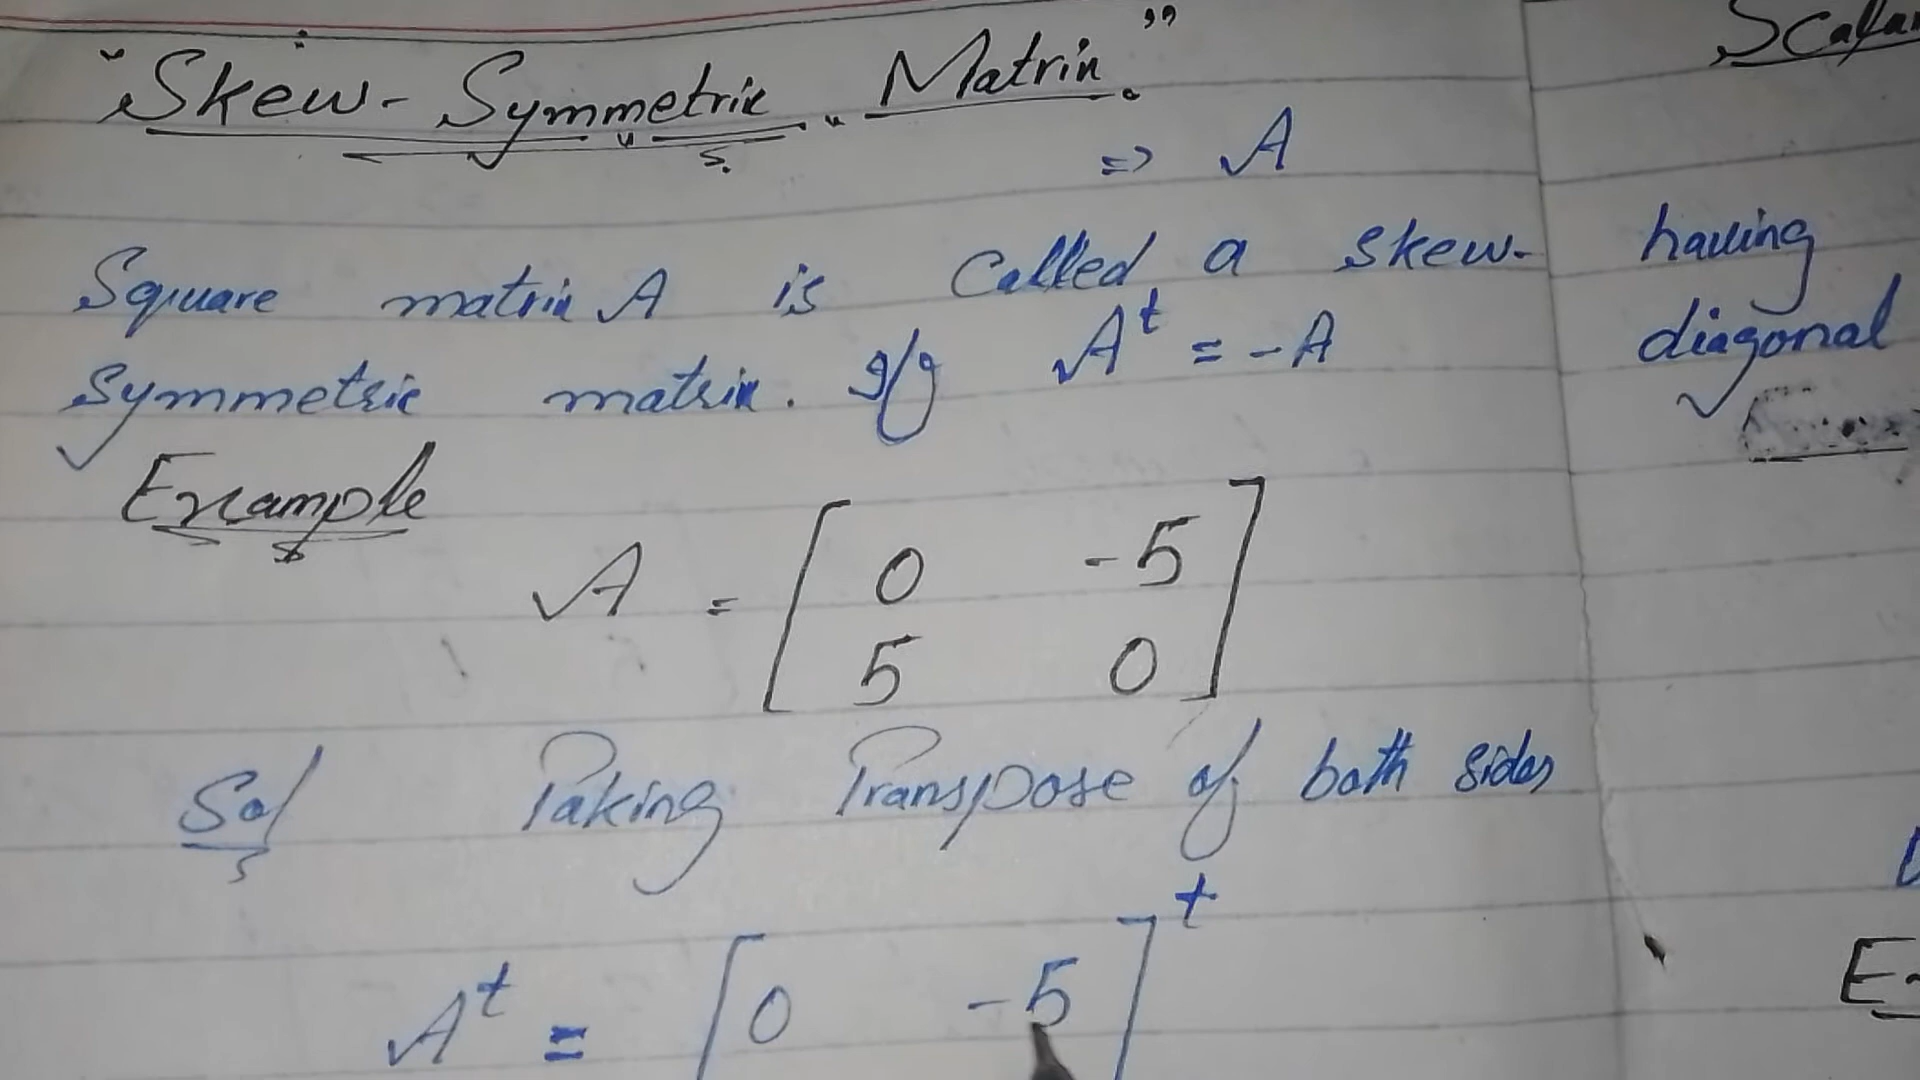 "Skew-Symmetric Matrix."
=> A
Square matrix A is Called a skew-
Symmetric matrix. If A^t = -A
Example
A = [ 0 -5
5 0 ]
Sol Taking Transpose of both sides
A^t = [ 0 -5 ]^t
having
diagonal